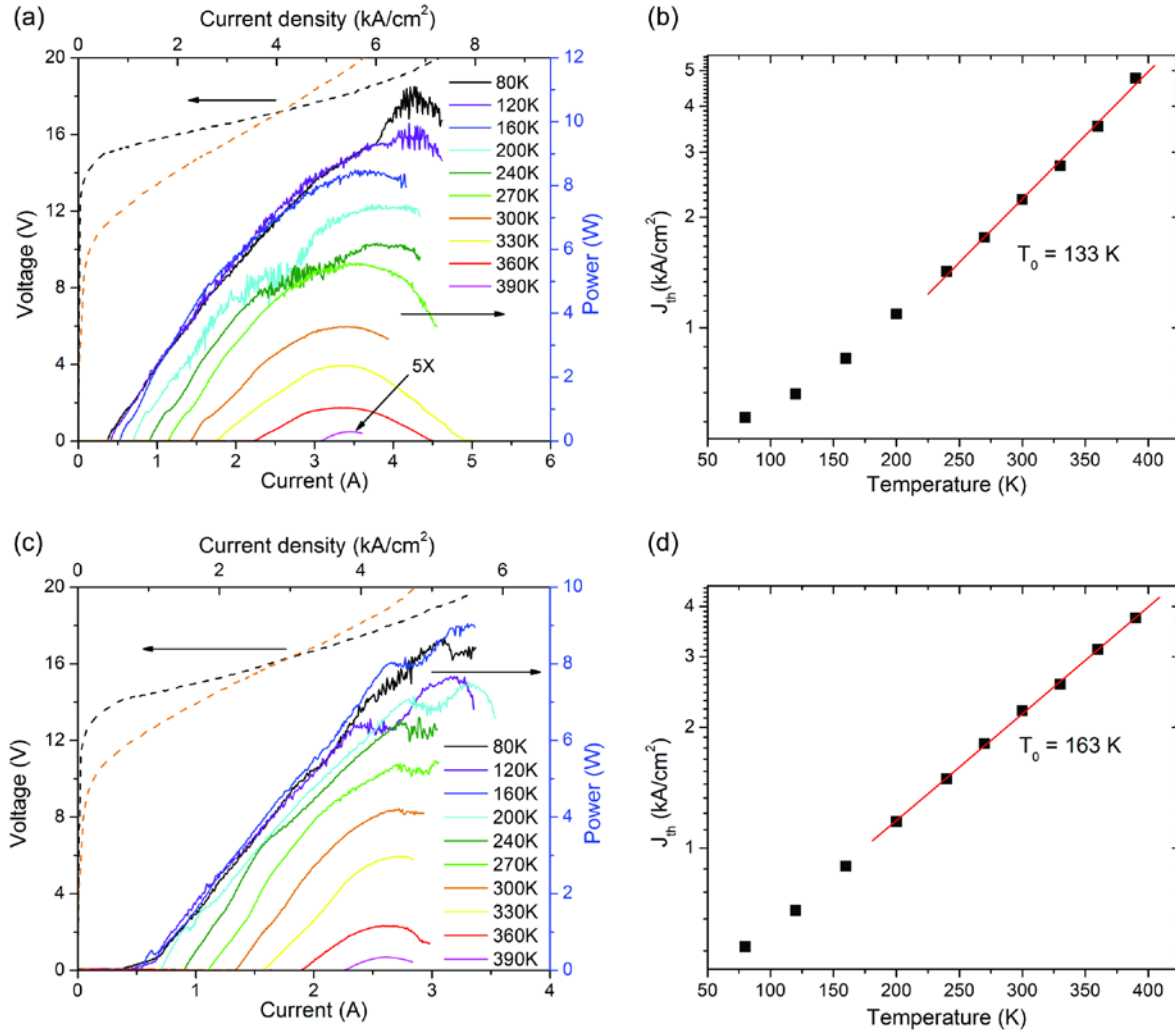 (a)
Current density (kA/cm²)
0 2 4 6 8
20 16 12 8 4 0
Voltage (V)
80K
120K
160K
200K
240K
270K
300K
330K
360K
390K
5X
12 10 8 6 4 2 0
Power (W)
0 1 2 3 4 5 6
Current (A)
(b)
5 4 3 2 1
J_th(kA/cm²)
T₀ = 133 K
50 100 150 200 250 300 350 400
Temperature (K)
(c)
Current density (kA/cm²)
0 2 4 6
20 16 12 8 4 0
Voltage (V)
80K
120K
160K
200K
240K
270K
300K
330K
360K
390K
10 8 6 4 2 0
Power (W)
0 1 2 3 4
Current (A)
(d)
4 3 2 1
J_th (kA/cm²)
T₀ = 163 K
50 100 150 200 250 300 350 400
Temperature (K)